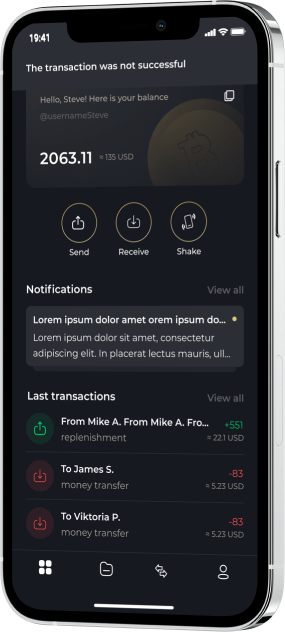 19:41
The transaction was not successful
Hello, Steve! Here is your balance
@usernameSteve
2063.11 ≈ 135 USD
Send Receive Shake
Notifications View all
Lorem ipsum dolor amet orem ipsum do...
Lorem ipsum dolor sit amet, consectetur
adipiscing elit. In placerat lectus mauris, ull...
Last transactions View all
From Mike A. From Mike A. Fro... +551
replenishment ≈ 22.1 USD
To James S. -83
money transfer ≈ 5.23 USD
To Viktoria P. -83
money transfer ≈ 5.23 USD